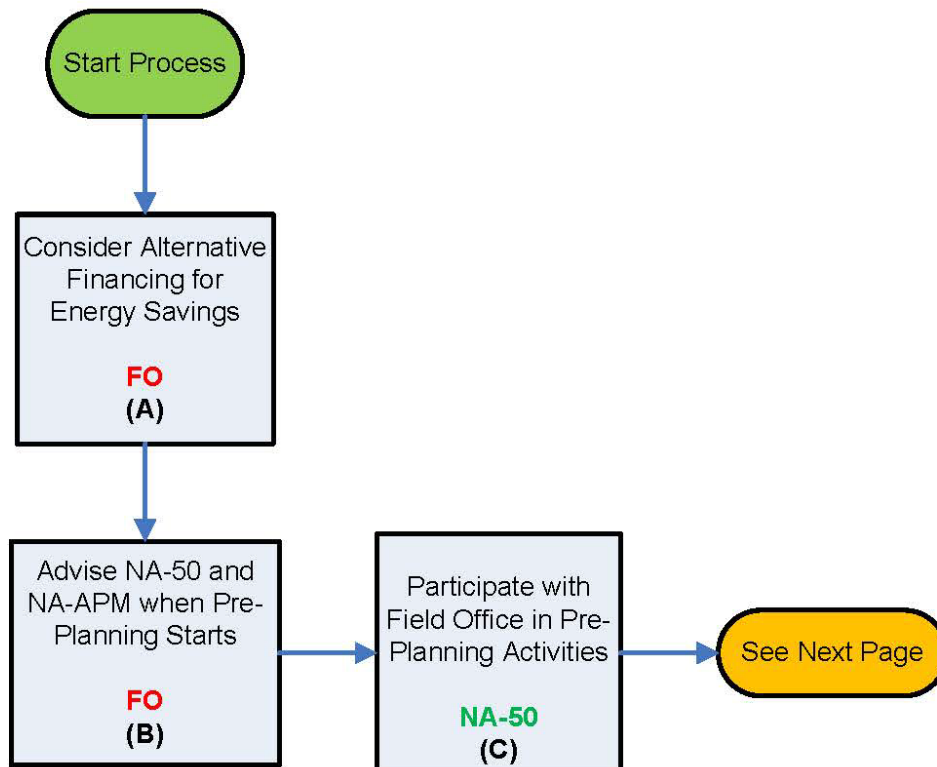 Start Process
Consider Alternative
Financing for
Energy Savings
FO
(A)
Advise NA-50 and
NA-APM when Pre-
Planning Starts
FO
(B)
Participate with
Field Office in Pre-
Planning Activities
NA-50
(C)
See Next Page